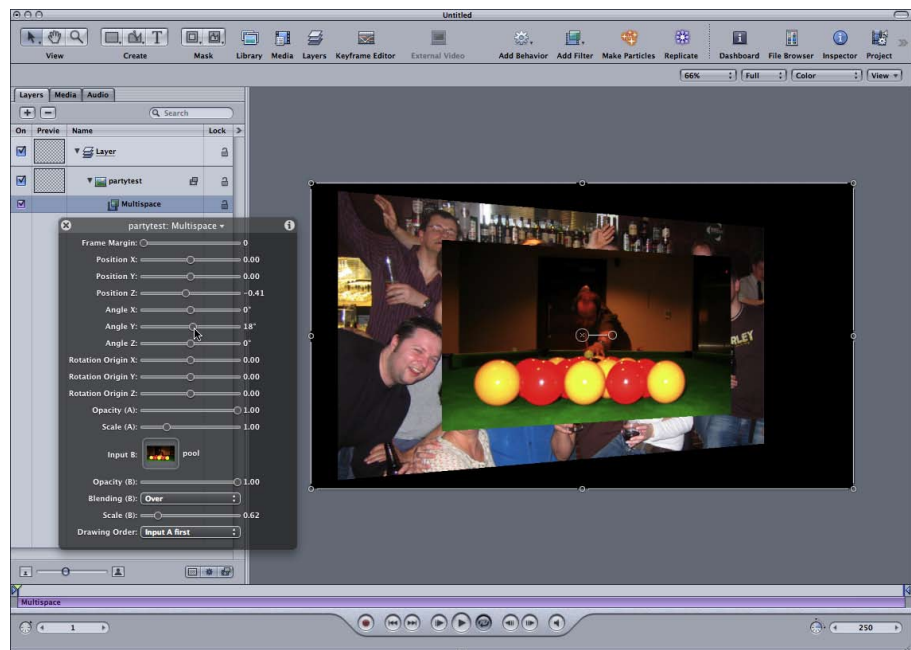 Untitled
View Create Mask Library Media Layers Keyframe Editor External Video Add Behavior Add Filter Make Particles Replicate Dashboard File Browser Inspector Project
66% Full Color View
Layers Media Audio
Search
On Previe Name Lock
Layer
partytest
Multispace
partytest: Multispace
Frame Margin: 0
Position X: 0.00
Position Y: 0.00
Position Z: -0.41
Angle X: 0°
Angle Y: 18°
Angle Z: 0°
Rotation Origin X: 0.00
Rotation Origin Y: 0.00
Rotation Origin Z: 0.00
Opacity (A): 1.00
Scale (A): 1.00
Input B: pool
Opacity (B): 1.00
Blending (B): Over
Scale (B): 0.62
Drawing Order: Input A first
Multispace
1 250